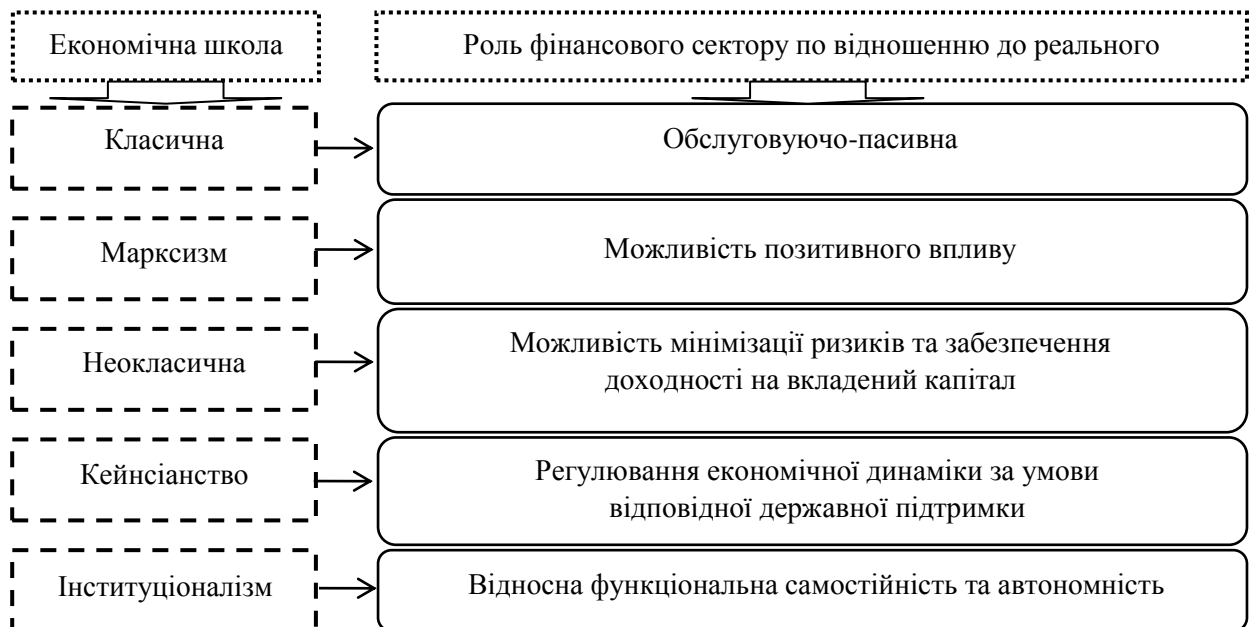 Економічна школа
Роль фінансового сектору по відношенню до реального
Класична
Обслуговуючо-пасивна
Марксизм
Можливість позитивного впливу
Неокласична
Можливість мінімізації ризиків та забезпечення
доходності на вкладений капітал
Кейнсіанство
Регулювання економічної динаміки за умови
відповідної державної підтримки
Інституціоналізм
Відносна функціональна самостійність та автономність